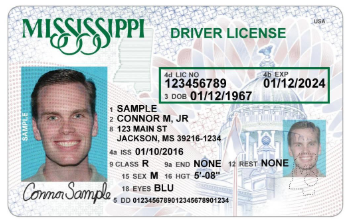 MISSISSIPPI
DRIVER LICENSE
USA
4d LIC NO 4b EXP
123456789 01/12/2024
3 DOB 01/12/1967
1 SAMPLE
2 CONNOR M, JR
8 123 MAIN ST
JACKSON, MS 39216-1234
4a ISS 01/10/2016
9 CLASS R 9a END NONE 12 REST NONE
15 SEX M 16 HGT 5'-08"
18 EYES BLU
5 DD 0123456789012345678901234
SAMPLE
Connor Sample